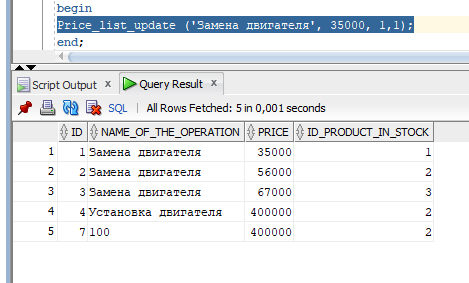 begin
Price_list_update ('Замена двигателя', 35000, 1,1);
end;
Script Output x Query Result x
SQL | All Rows Fetched: 5 in 0,001 seconds
ID NAME_OF_THE_OPERATION PRICE ID_PRODUCT_IN_STOCK
1 1 Замена двигателя 35000 1
2 2 Замена двигателя 56000 2
3 3 Замена двигателя 67000 3
4 4 Установка двигателя 400000 2
5 7 100 400000 2